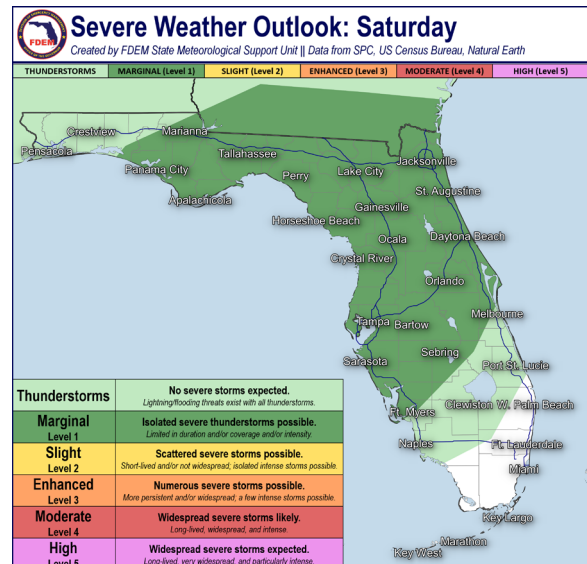 Severe Weather Outlook: Saturday
Created by FDEM State Meteorological Support Unit || Data from SPC, US Census Bureau, Natural Earth
FDEM
THUNDERSTORMS
MARGINAL (Level 1)
SLIGHT (Level 2)
ENHANCED (Level 3)
MODERATE (Level 4)
HIGH (Level 5)
Crestview
Marianna
Pensacola
Tallahassee
Jacksonville
Panama City
Perry
Lake City
St. Augustine
Apalachicola
Gainesville
Horseshoe Beach
Ocala
Daytona Beach
Crystal River
Orlando
Melbourne
Tampa
Bartow
Sebring
Sarasota
Port St. Lucie
Ft. Myers
Clewiston
W. Palm Beach
Naples
Ft. Lauderdale
Miami
Key Largo
Marathon
Key West
Thunderstorms
No severe storms expected.
Lightning/flooding threats exist with all thunderstorms.
Marginal
Level 1
Isolated severe thunderstorms possible.
Limited in duration and/or coverage and/or intensity.
Slight
Level 2
Scattered severe storms possible.
Short-lived and/or not widespread; isolated intense storms possible.
Enhanced
Level 3
Numerous severe storms possible.
More persistent and/or widespread; a few intense storms possible.
Moderate
Level 4
Widespread severe storms likely.
Long-lived, widespread, and intense.
High
Level 5
Widespread severe storms expected.
Long-lived, very widespread, and particularly intense.